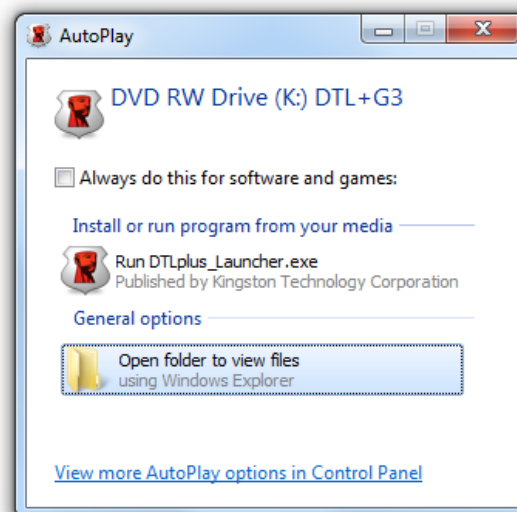 AutoPlay
DVD RW Drive (K:) DTL+G3
Always do this for software and games:
Install or run program from your media
Run DTLplus_Launcher.exe
Published by Kingston Technology Corporation
General options
Open folder to view files
using Windows Explorer
View more AutoPlay options in Control Panel